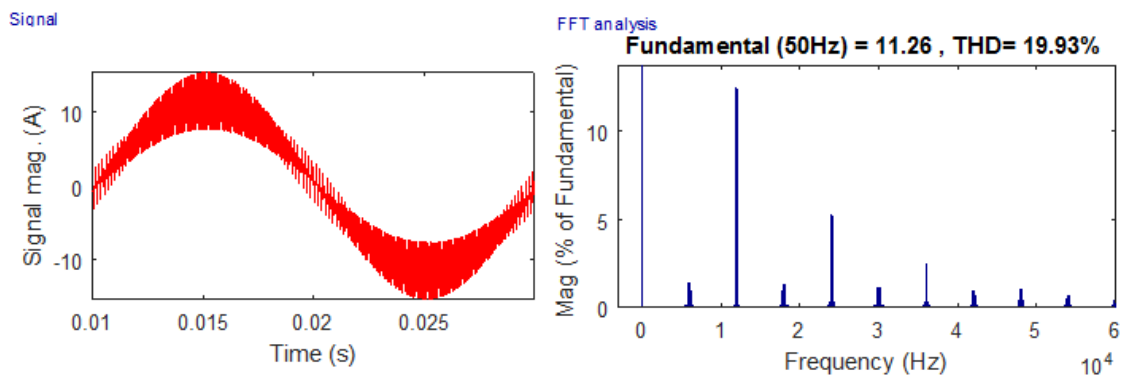 Signal
Signal mag. (A)
10
0
-10
0.01
0.015
0.02
0.025
Time (s)
FFT analysis
Fundamental (50Hz) = 11.26 , THD= 19.93%
Mag (% of Fundamental)
10
5
0
0
1
2
3
4
5
6
Frequency (Hz)
10^4